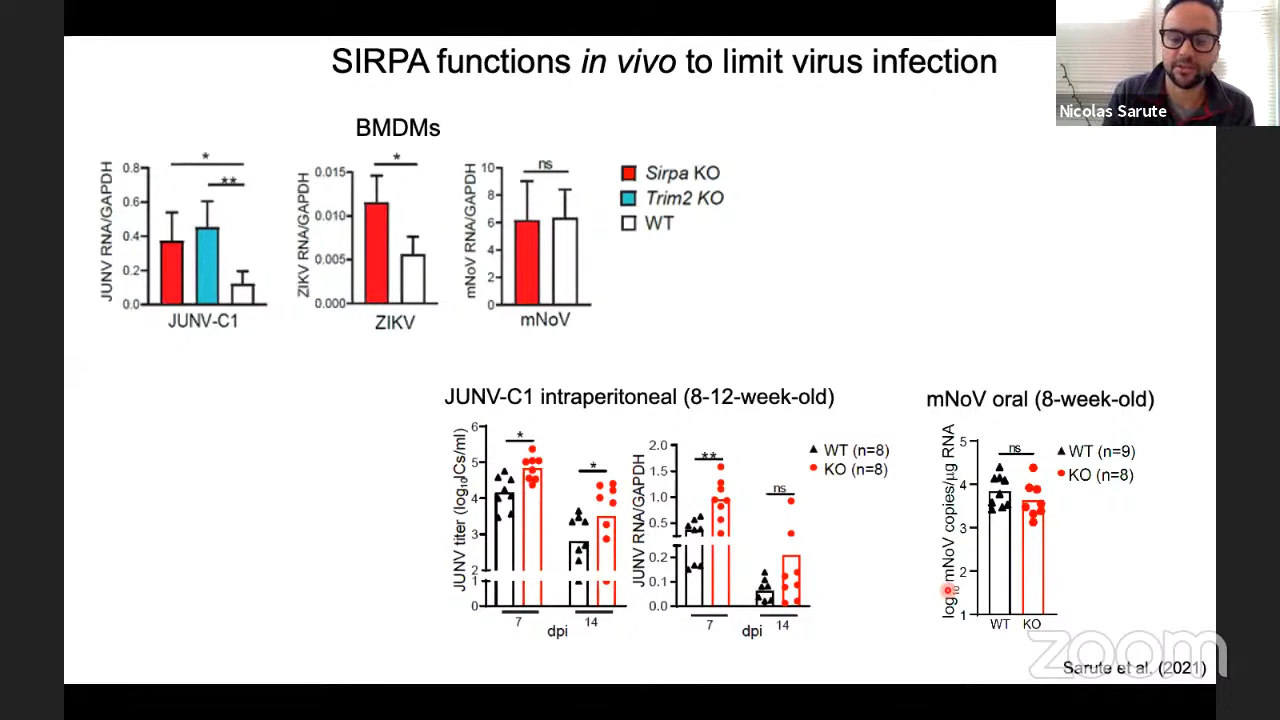 SIRPA functions in vivo to limit virus infection
Nicolas Sarute
BMDMs
JUNV RNA/GAPDH
0.8
0.6
0.4
0.2
0.0
*
**
JUNV-C1
ZIKV RNA/GAPDH
0.015
0.010
0.005
0.000
*
ZIKV
mNoV RNA/GAPDH
10
8
6
4
2
0
ns
mNoV
Sirpa KO
Trim2 KO
WT
JUNV-C1 intraperitoneal (8-12-week-old)
JUNV titer (log10JCs/ml)
6
5
4
3
2
1
0
*
*
7
14
dpi
JUNV RNA/GAPDH
2.0
1.5
1.0
0.5
0.2
0.1
0.0
**
ns
7
14
dpi
WT (n=8)
KO (n=8)
mNoV oral (8-week-old)
log10 mNoV copies/µg RNA
5
4
3
2
1
ns
WT
KO
WT (n=9)
KO (n=8)
Sarute et al. (2021)
zoom